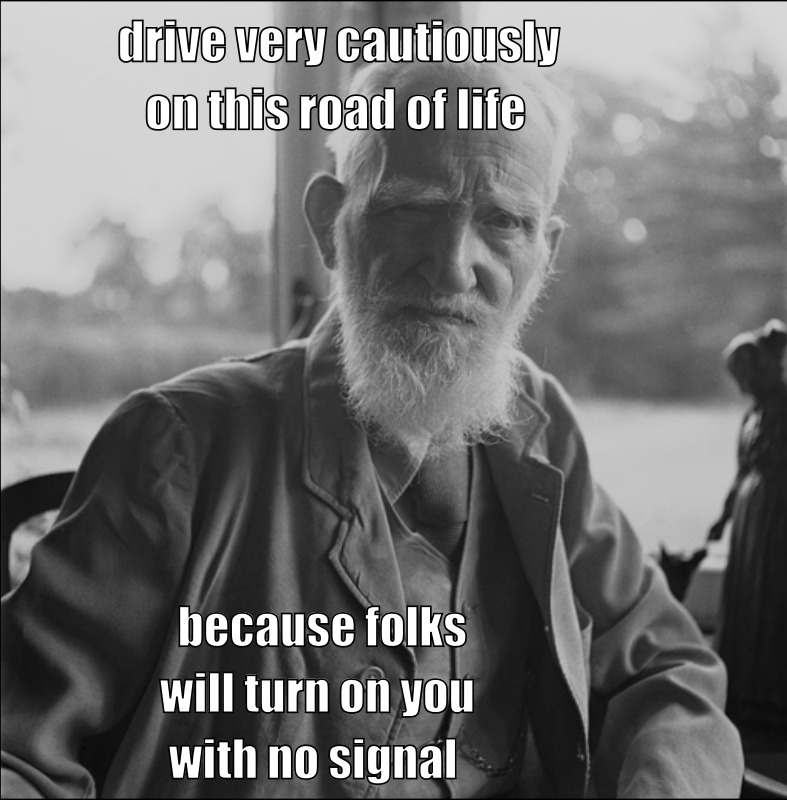 drive very cautiously
on this road of life
because folks
will turn on you
with no signal